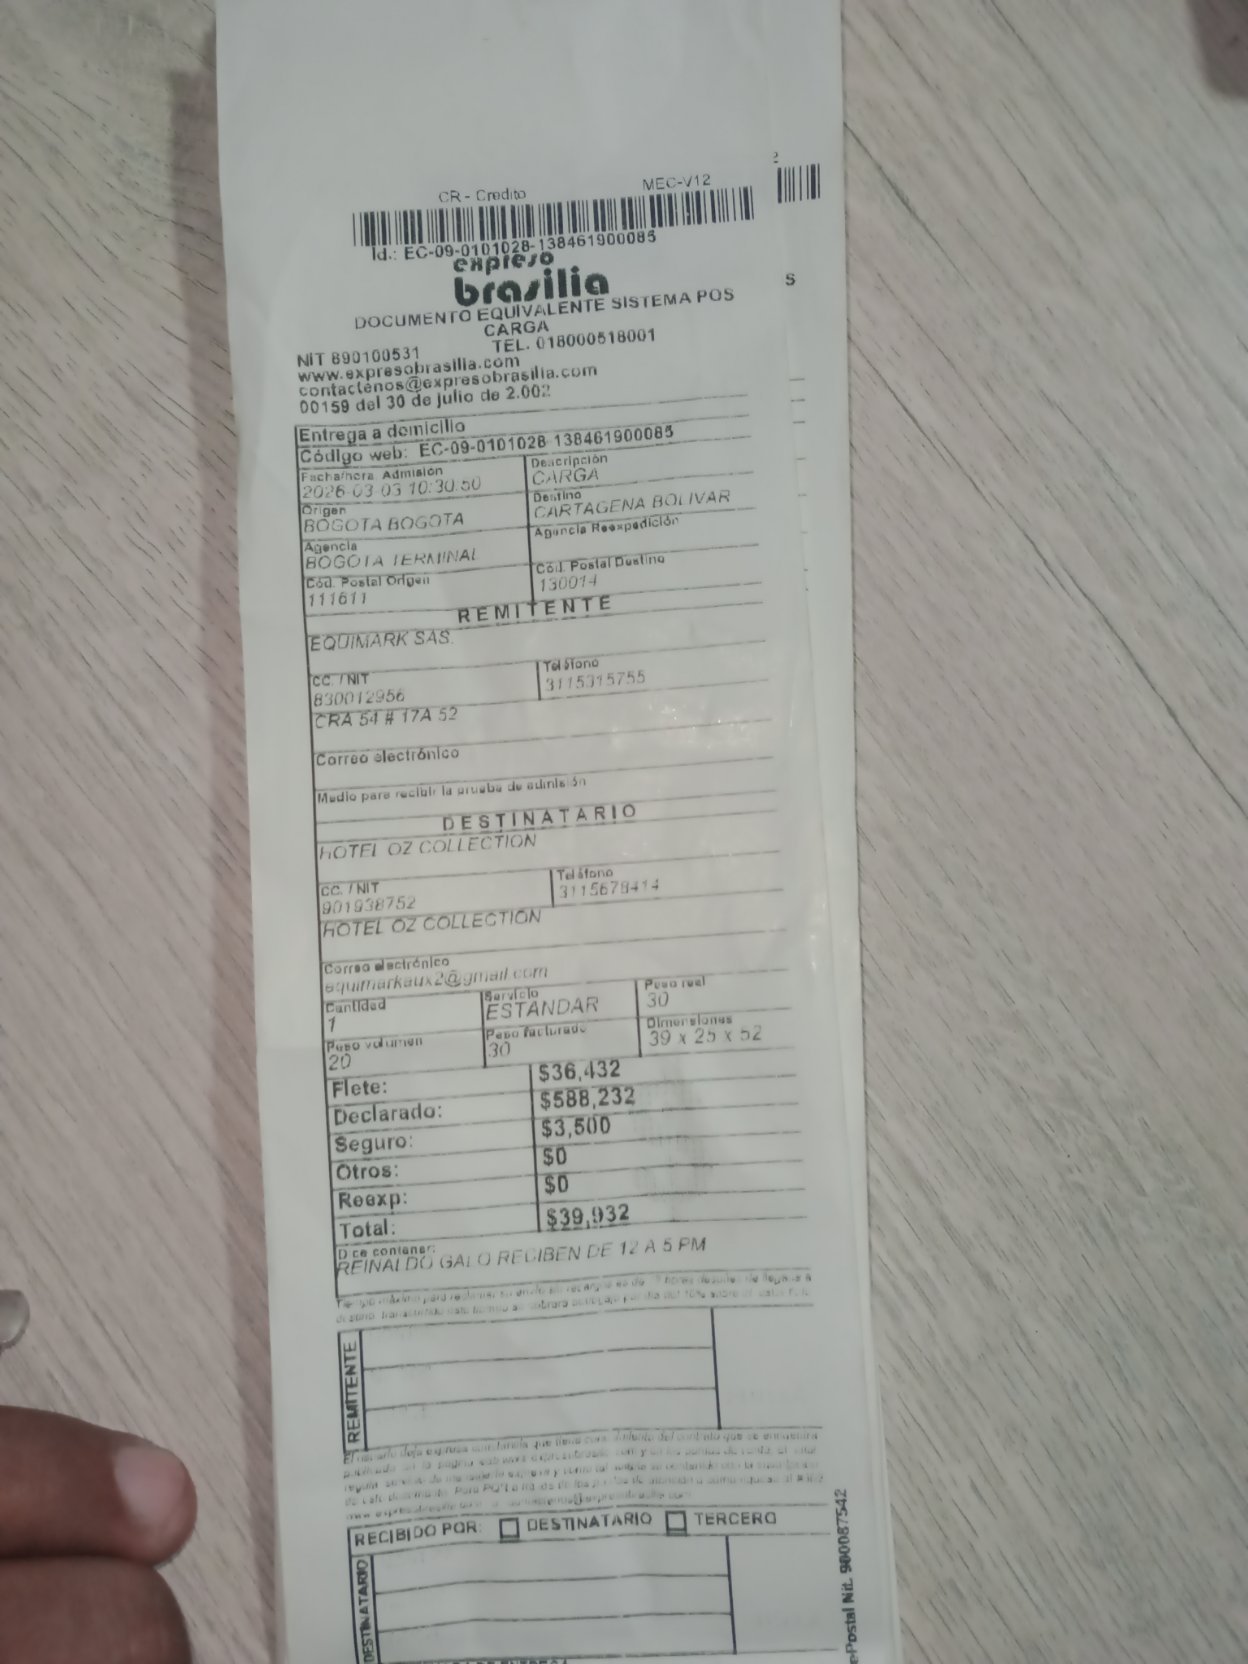 CR - Credito MEC-V12
Id.: EC-09-0101028-138461900085
expreso
brasilia
DOCUMENTO EQUIVALENTE SISTEMA POS
CARGA
NIT 890100531 TEL. 018000518001
www.expresobrasilia.com
contactenos@expresobrasilia.com
00159 del 30 de julio de 2.002
Entrega a domicilio
Código web: EC-09-0101028-138461900085
Fecha/hora Admisión Descripción
2026-03-03 10:30:50 CARGA
Origen Destino
BOGOTA BOGOTA CARTAGENA BOLIVAR
Agencia Agencia Reexpedición
BOGOTA TERMINAL
Cód. Postal Origen Cód. Postal Destino
111611 130014
REMITENTE
EQUIMARK SAS.
CC. / NIT Teléfono
830012956 3115315755
CRA 54 # 17A 52
Correo electrónico
Medio para recibir la prueba de admisión
DESTINATARIO
HOTEL OZ COLLECTION
CC. / NIT Teléfono
901938752 3115678414
HOTEL OZ COLLECTION
Correo electrónico
equimarkaux2@gmail.com
Cantidad Servicio Peso real
1 ESTANDAR 30
Peso volumen Peso facturado Dimensiones
20 30 39 x 25 x 52
Flete: $36,432
Declarado: $588,232
Seguro: $3,500
Otros: $0
Reexp: $0
Total: $39,932
Dice contener:
REINALDO GALO RECIBEN DE 12 A 5 PM
REMITENTE
RECIBIDO POR: DESTINATARIO TERCERO
DESTINATARIO
ePostal Nit. 900087542